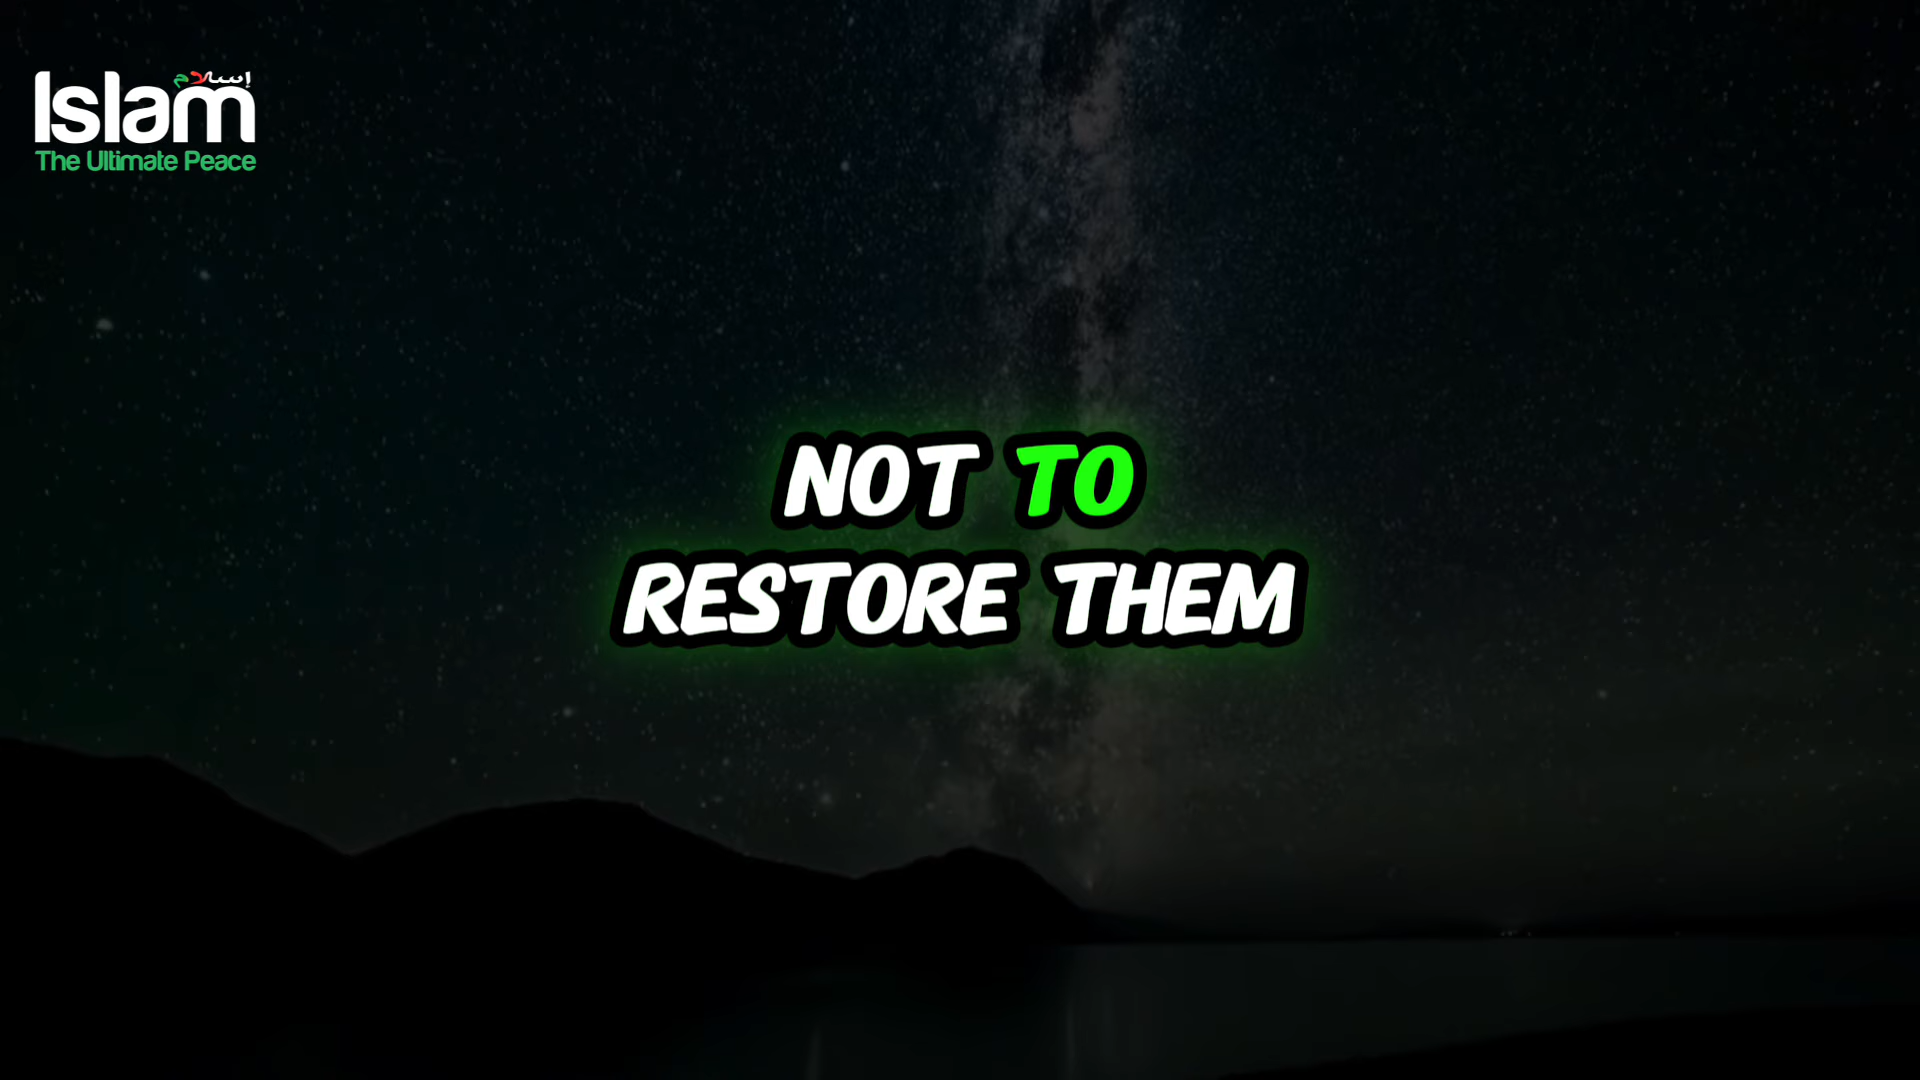 إسلام
Islam
The Ultimate Peace
NOT TO
RESTORE THEM